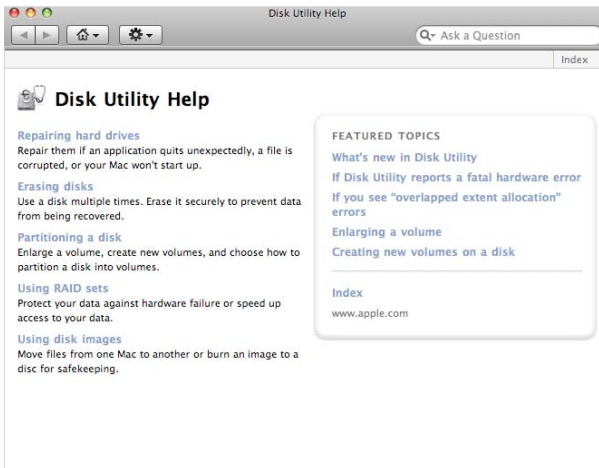 Disk Utility Help
Ask a Question
Index
Disk Utility Help
Repairing hard drives
Repair them if an application quits unexpectedly, a file is
corrupted, or your Mac won't start up.
Erasing disks
Use a disk multiple times. Erase it securely to prevent data
from being recovered.
Partitioning a disk
Enlarge a volume, create new volumes, and choose how to
partition a disk into volumes.
Using RAID sets
Protect your data against hardware failure or speed up
access to your data.
Using disk images
Move files from one Mac to another or burn an image to a
disc for safekeeping.
FEATURED TOPICS
What's new in Disk Utility
If Disk Utility reports a fatal hardware error
If you see "overlapped extent allocation"
errors
Enlarging a volume
Creating new volumes on a disk
Index
www.apple.com